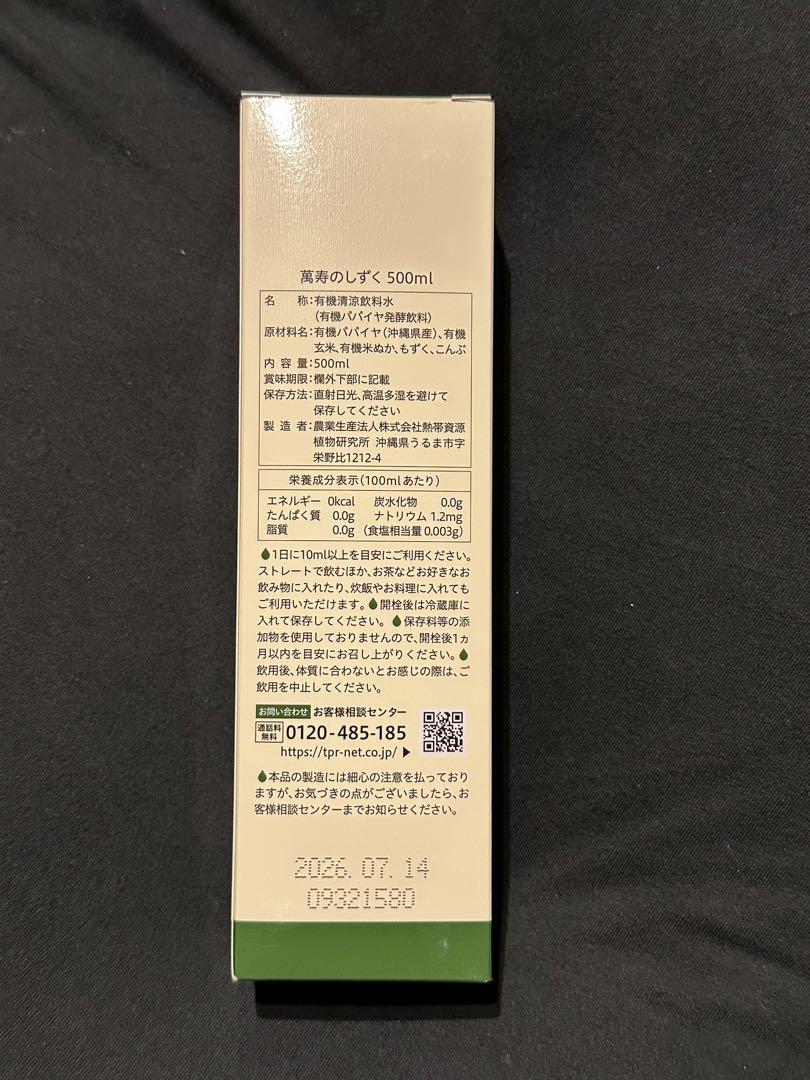 萬寿のしずく 500ml
名 称:有機清涼飲料水
(有機パパイヤ発酵飲料)
原材料名:有機パパイヤ(沖縄県産)、有機
玄米、有機米ぬか、もずく、こんぶ
内 容 量:500ml
賞味期限:欄外下部に記載
保存方法:直射日光、高温多湿を避けて
保存してください
製 造 者:農業生産法人株式会社熱帯資源
植物研究所 沖縄県うるま市字
栄野比1212-4
栄養成分表示(100mlあたり)
エネルギー 0kcal 炭水化物 0.0g
たんぱく質 0.0g ナトリウム 1.2mg
脂質 0.0g (食塩相当量 0.003g)
1日に10ml以上を目安にご利用ください。
ストレートで飲むほか、お茶などお好きなお
飲み物に入れたり、炊飯やお料理に入れても
ご利用いただけます。開栓後は冷蔵庫に
入れて保存してください。保存料等の添
加物を使用しておりませんので、開栓後1ヵ
月以内を目安にお召し上がりください。
飲用後、体質に合わないとお感じの際は、ご
飲用を中止してください。
お問い合わせ お客様相談センター
通話料
無料 0120-485-185
https://tpr-net.co.jp/ ▶
本品の製造には細心の注意を払っており
ますが、お気づきの点がございましたら、お
客様相談センターまでお知らせください。
2026. 07. 14
09321580